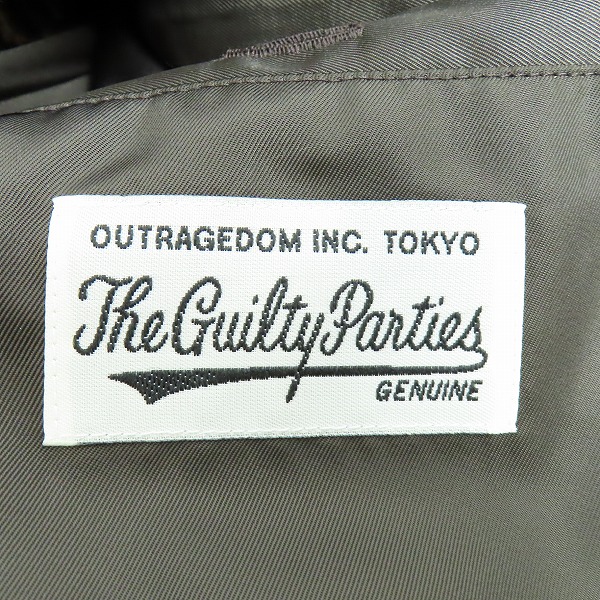 OUTRAGEDOM INC. TOKYO
The Guilty Parties
GENUINE